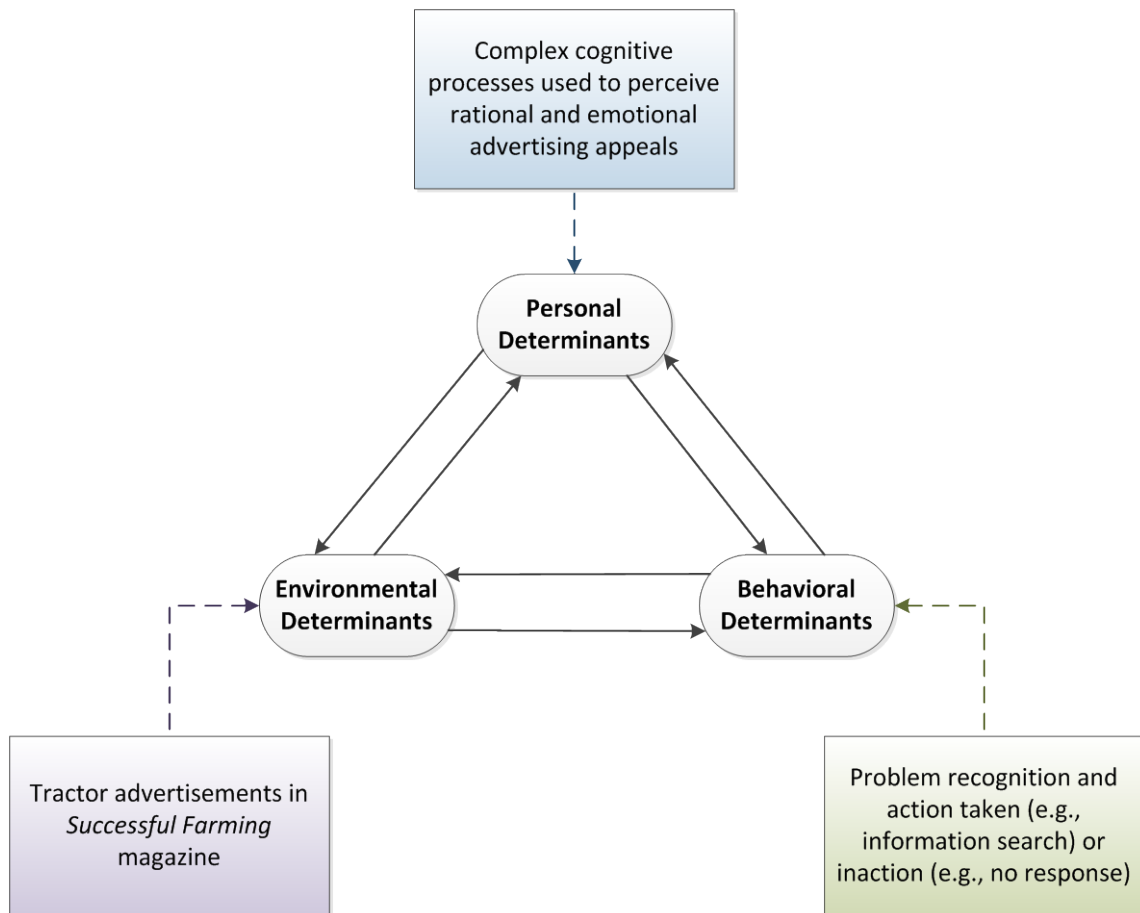 Complex cognitive
processes used to perceive
rational and emotional
advertising appeals
Personal
Determinants
Environmental
Determinants
Behavioral
Determinants
Tractor advertisements in
Successful Farming
magazine
Problem recognition and
action taken (e.g.,
information search) or
inaction (e.g., no response)